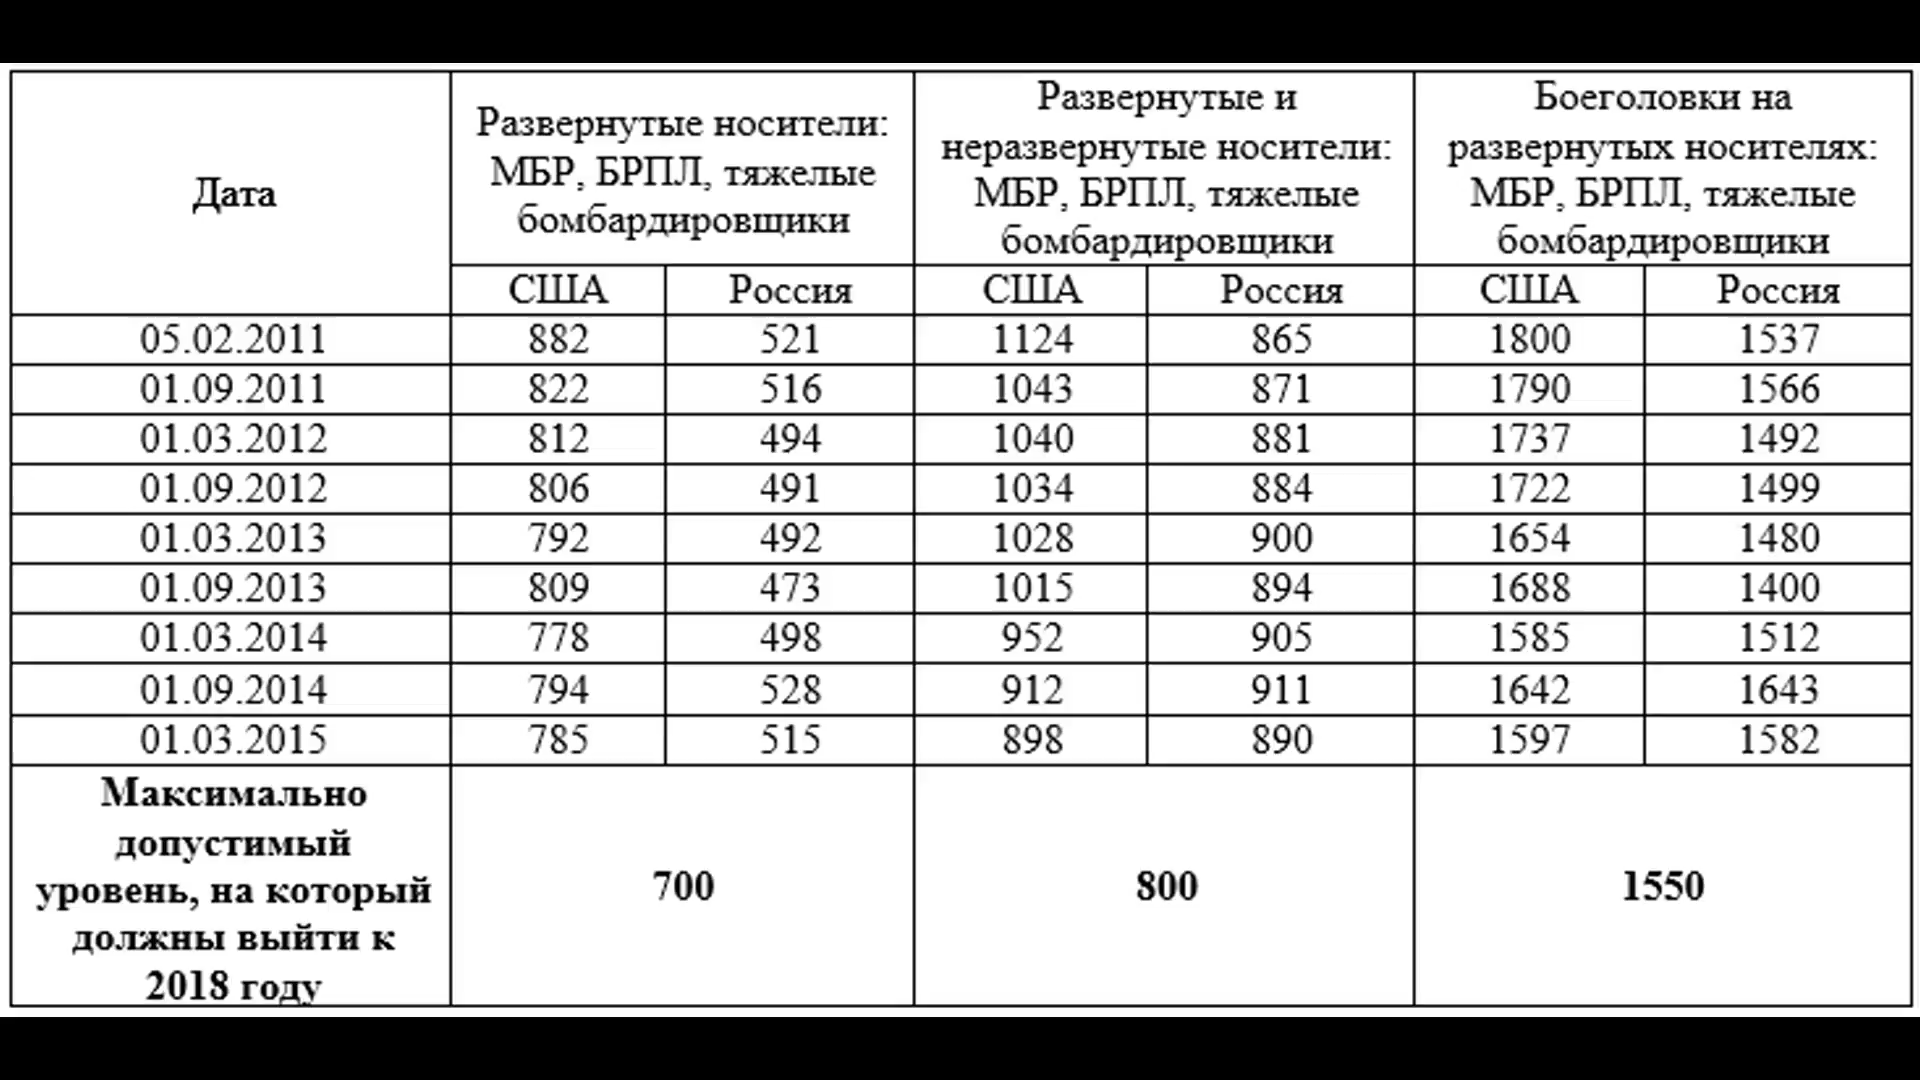 Дата
Развернутые носители:
МБР, БРПЛ, тяжелые
бомбардировщики
Развернутые и
неразвернутые носители:
МБР, БРПЛ, тяжелые
бомбардировщики
Боеголовки на
развернутых носителях:
МБР, БРПЛ, тяжелые
бомбардировщики
США Россия США Россия США Россия
05.02.2011 882 521 1124 865 1800 1537
01.09.2011 822 516 1043 871 1790 1566
01.03.2012 812 494 1040 881 1737 1492
01.09.2012 806 491 1034 884 1722 1499
01.03.2013 792 492 1028 900 1654 1480
01.09.2013 809 473 1015 894 1688 1400
01.03.2014 778 498 952 905 1585 1512
01.09.2014 794 528 912 911 1642 1643
01.03.2015 785 515 898 890 1597 1582
Максимально
допустимый
уровень, на который
должны выйти к
2018 году
700 800 1550